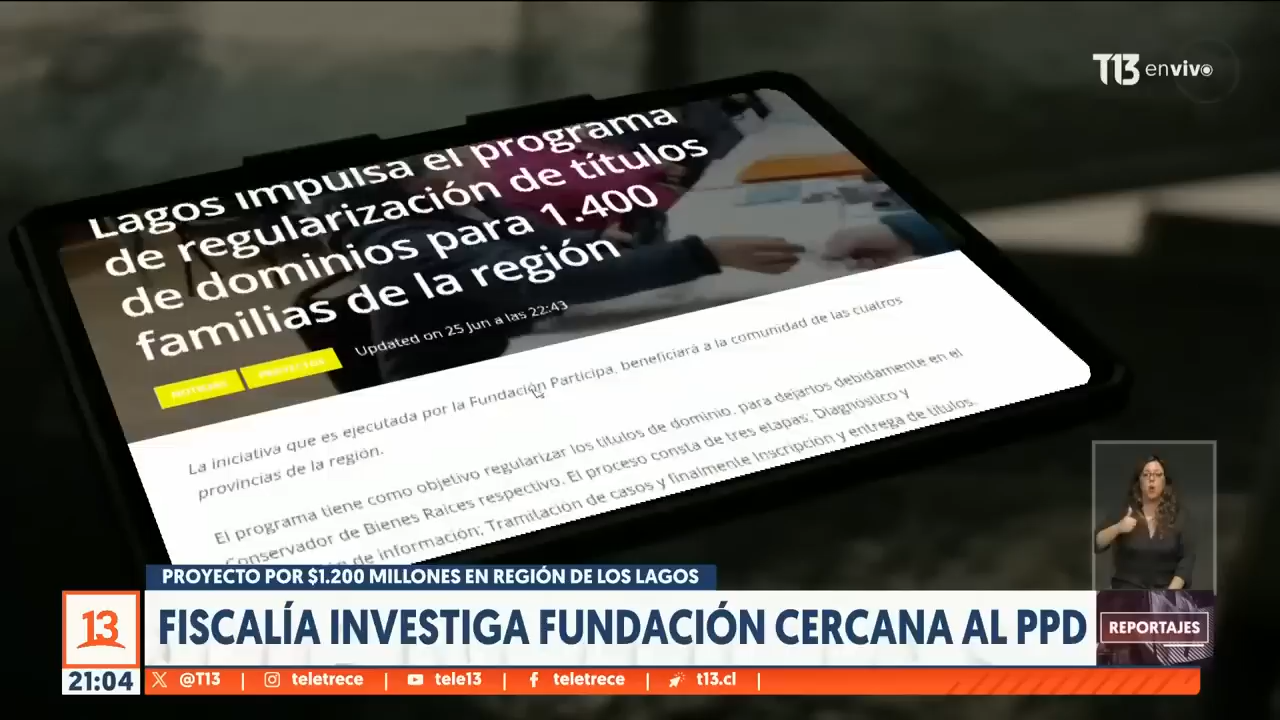 T13 envivo
Lagos impulsa el programa
de regularización de títulos
de dominios para 1.400
familias de la región
Updated on 25 Jun a las 22:43
NOTICIAS
PROYECTOS
La iniciativa que es ejecutada por la Fundación Participa, beneficiará a la comunidad de las cuatros
provincias de la región.
El programa tiene como objetivo regularizar los títulos de dominio, para dejarlos debidamente en el
Conservador de Bienes Raíces respectivo. El proceso consta de tres etapas; Diagnóstico y
de información; Tramitación de casos y finalmente Inscripción y entrega de títulos.
PROYECTO POR $1.200 MILLONES EN REGIÓN DE LOS LAGOS
13
FISCALÍA INVESTIGA FUNDACIÓN CERCANA AL PPD
REPORTAJES
21:04
@T13 | teletrece | tele13 | teletrece | t13.cl |